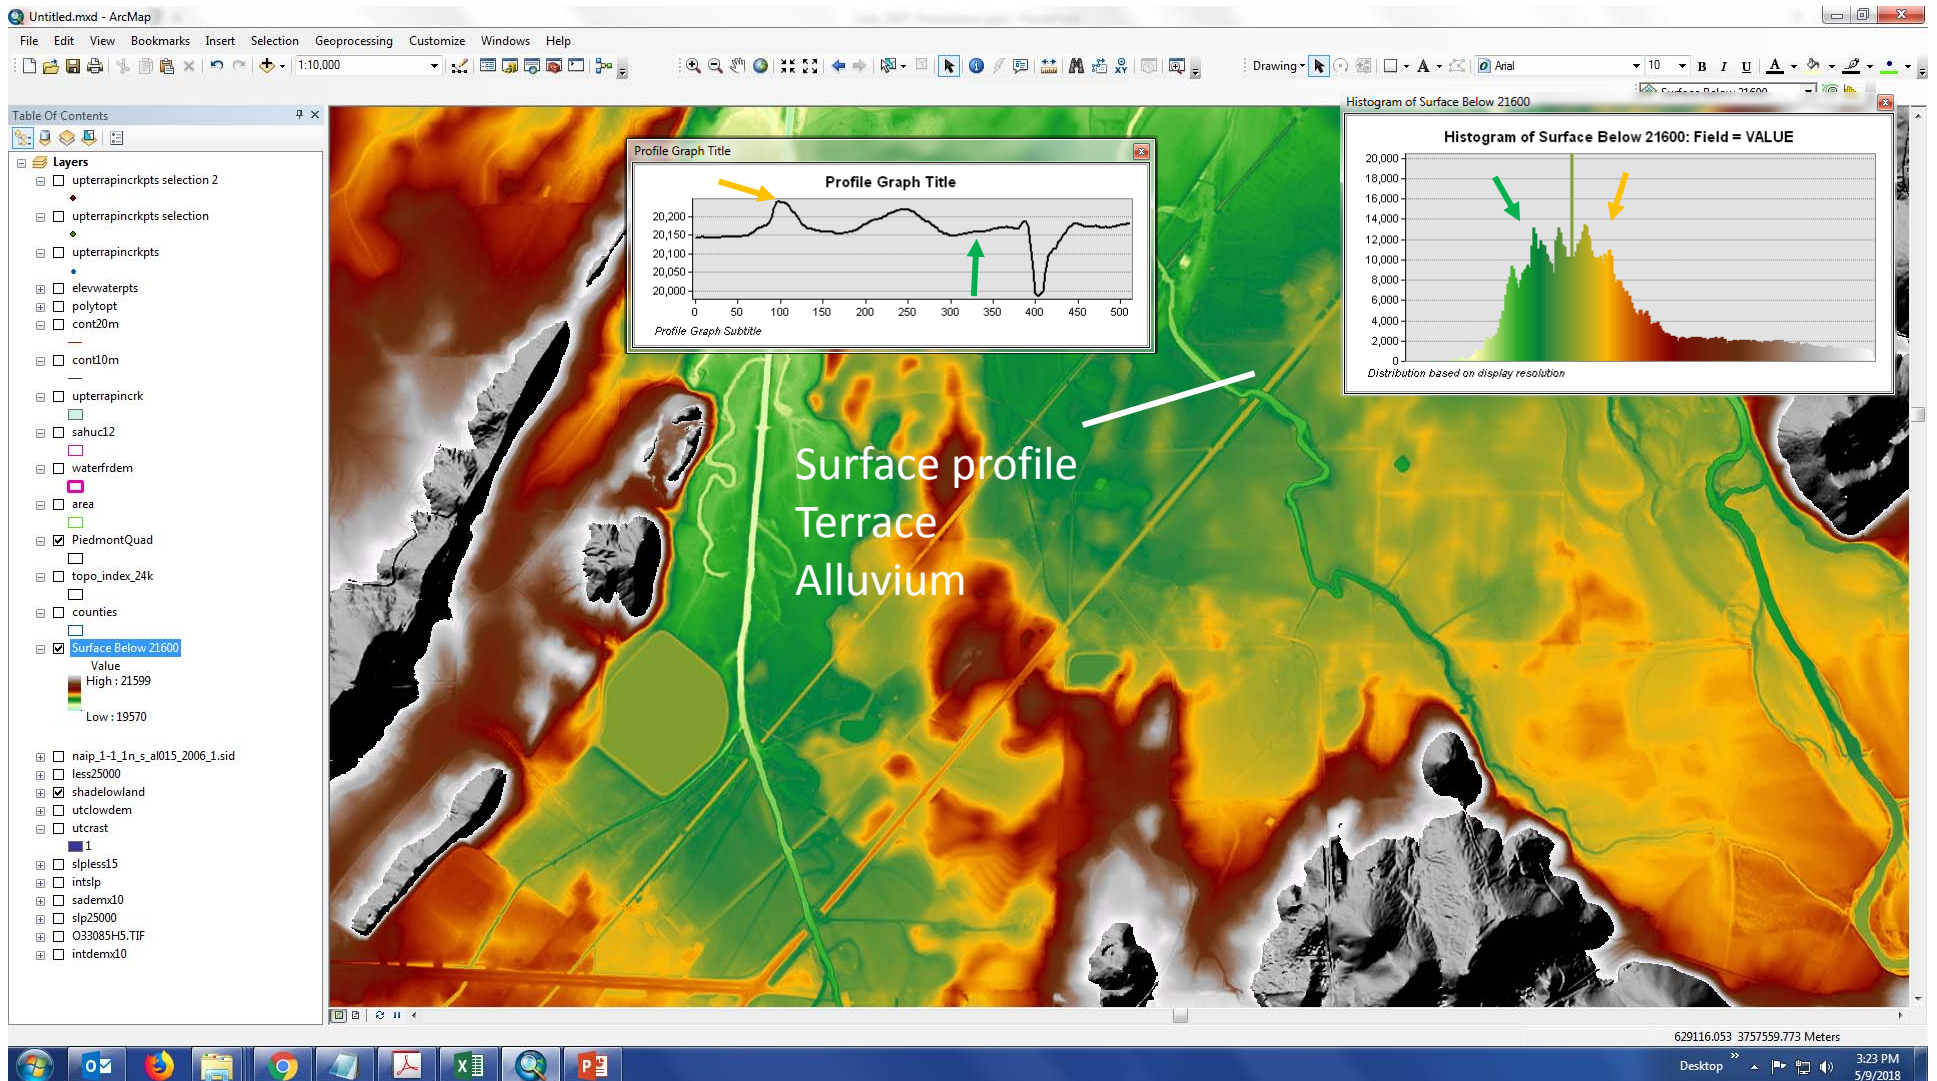 Untitled.mxd - ArcMap
File Edit View Bookmarks Insert Selection Geoprocessing Customize Windows Help
1:10,000
Drawing
Arial
10
B I U A
Table Of Contents
Layers
upterrapincrkpts selection 2
upterrapincrkpts selection
upterrapincrkpts
elevwaterpts
polytopt
cont20m
cont10m
upterrapincrk
sahuc12
waterfrdem
area
PiedmontQuad
topo_index_24k
counties
Surface Below 21600
Value
High : 21599
Low : 19570
naip_1-1_1n_s_al015_2006_1.sid
less25000
shadelowland
utclowdem
utcrast
1
slpless15
intslp
sademx10
slp25000
O33085H5.TIF
intdemx10
Profile Graph Title
Profile Graph Title
20,200
20,150
20,100
20,050
20,000
0 50 100 150 200 250 300 350 400 450 500
Profile Graph Subtitle
Histogram of Surface Below 21600
Histogram of Surface Below 21600: Field = VALUE
20,000
18,000
16,000
14,000
12,000
10,000
8,000
6,000
4,000
2,000
0
Distribution based on display resolution
Surface profile
Terrace
Alluvium
629116.053 3757559.773 Meters
Desktop
3:23 PM
5/9/2018